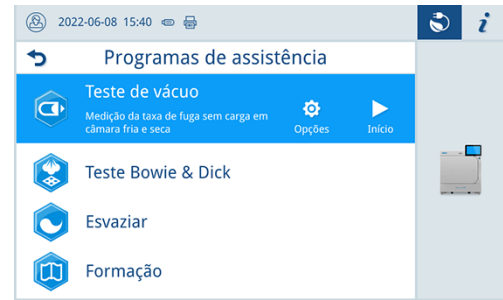 2022-06-08 15:40
Programas de assistência
Teste de vácuo
Medição da taxa de fuga sem carga em
câmara fria e seca
Opções
Início
Teste Bowie & Dick
Esvaziar
Formação